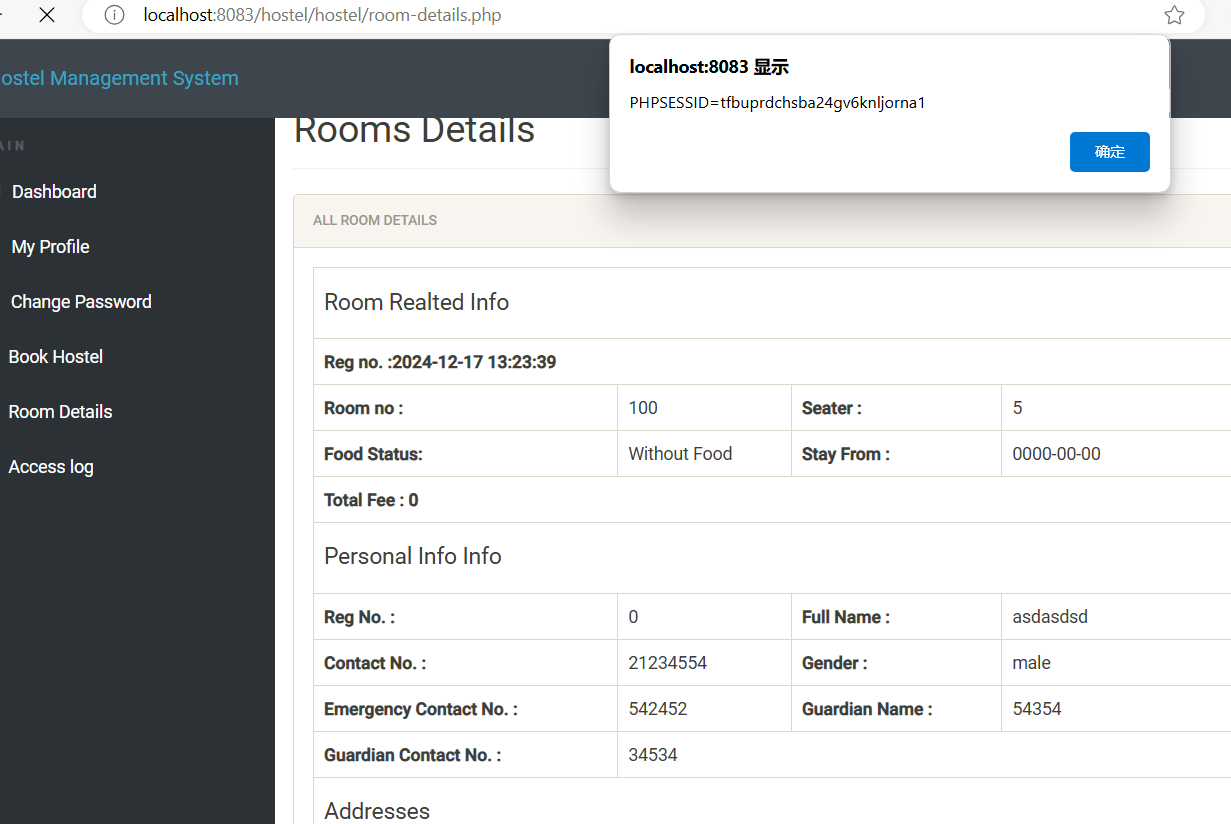 localhost:8083/hostel/hostel/room-details.php
localhost:8083 显示
PHPSESSID=tfbuprdchsba24gv6knljorna1
确定
ostel Management System
AIN
Dashboard
My Profile
Change Password
Book Hostel
Room Details
Access log
Rooms Details
ALL ROOM DETAILS
Room Realted Info
Reg no. :2024-12-17 13:23:39
Room no : 100 Seater : 5
Food Status: Without Food Stay From : 0000-00-00
Total Fee : 0
Personal Info Info
Reg No. : 0 Full Name : asdasdsd
Contact No. : 21234554 Gender : male
Emergency Contact No. : 542452 Guardian Name : 54354
Guardian Contact No. : 34534
Addresses